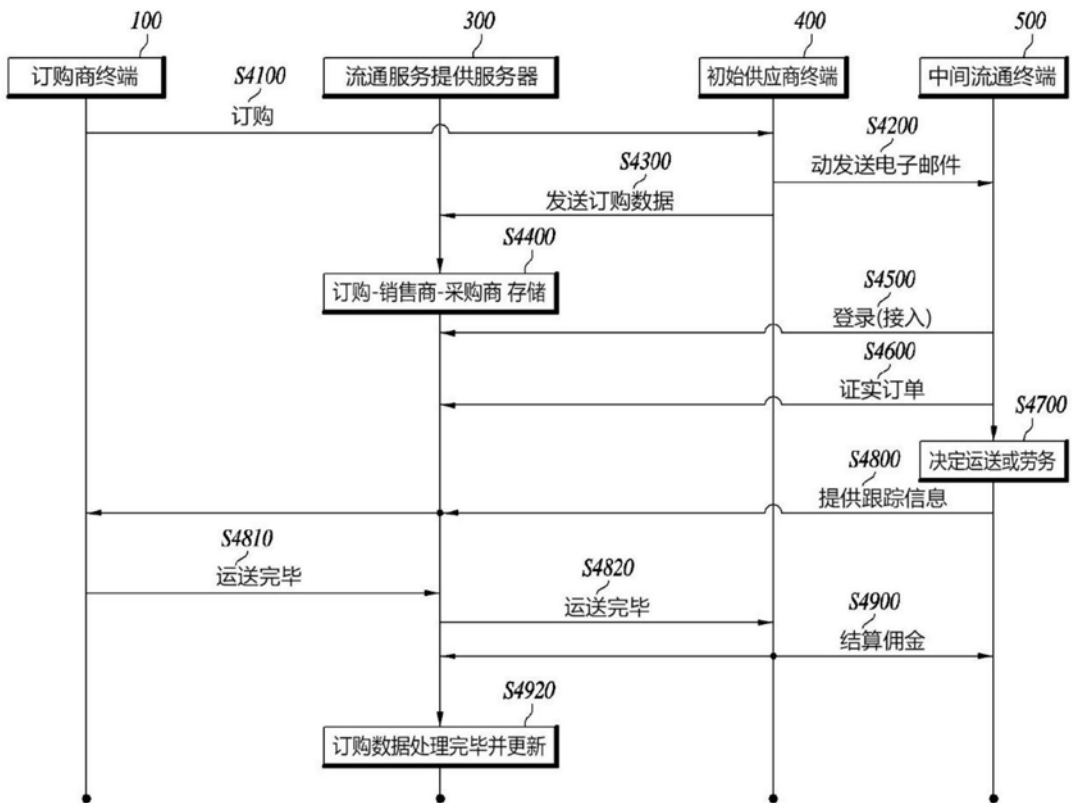 100
300
400
500
订购商终端
流通服务提供服务器
初始供应商终端
中间流通终端
S4100
订购
S4200
动发送电子邮件
S4300
发送订购数据
S4400
订购-销售商-采购商 存储
S4500
登录(接入)
S4600
证实订单
S4700
决定运送或劳务
S4800
提供跟踪信息
S4810
运送完毕
S4820
运送完毕
S4900
结算佣金
S4920
订购数据处理完毕并更新